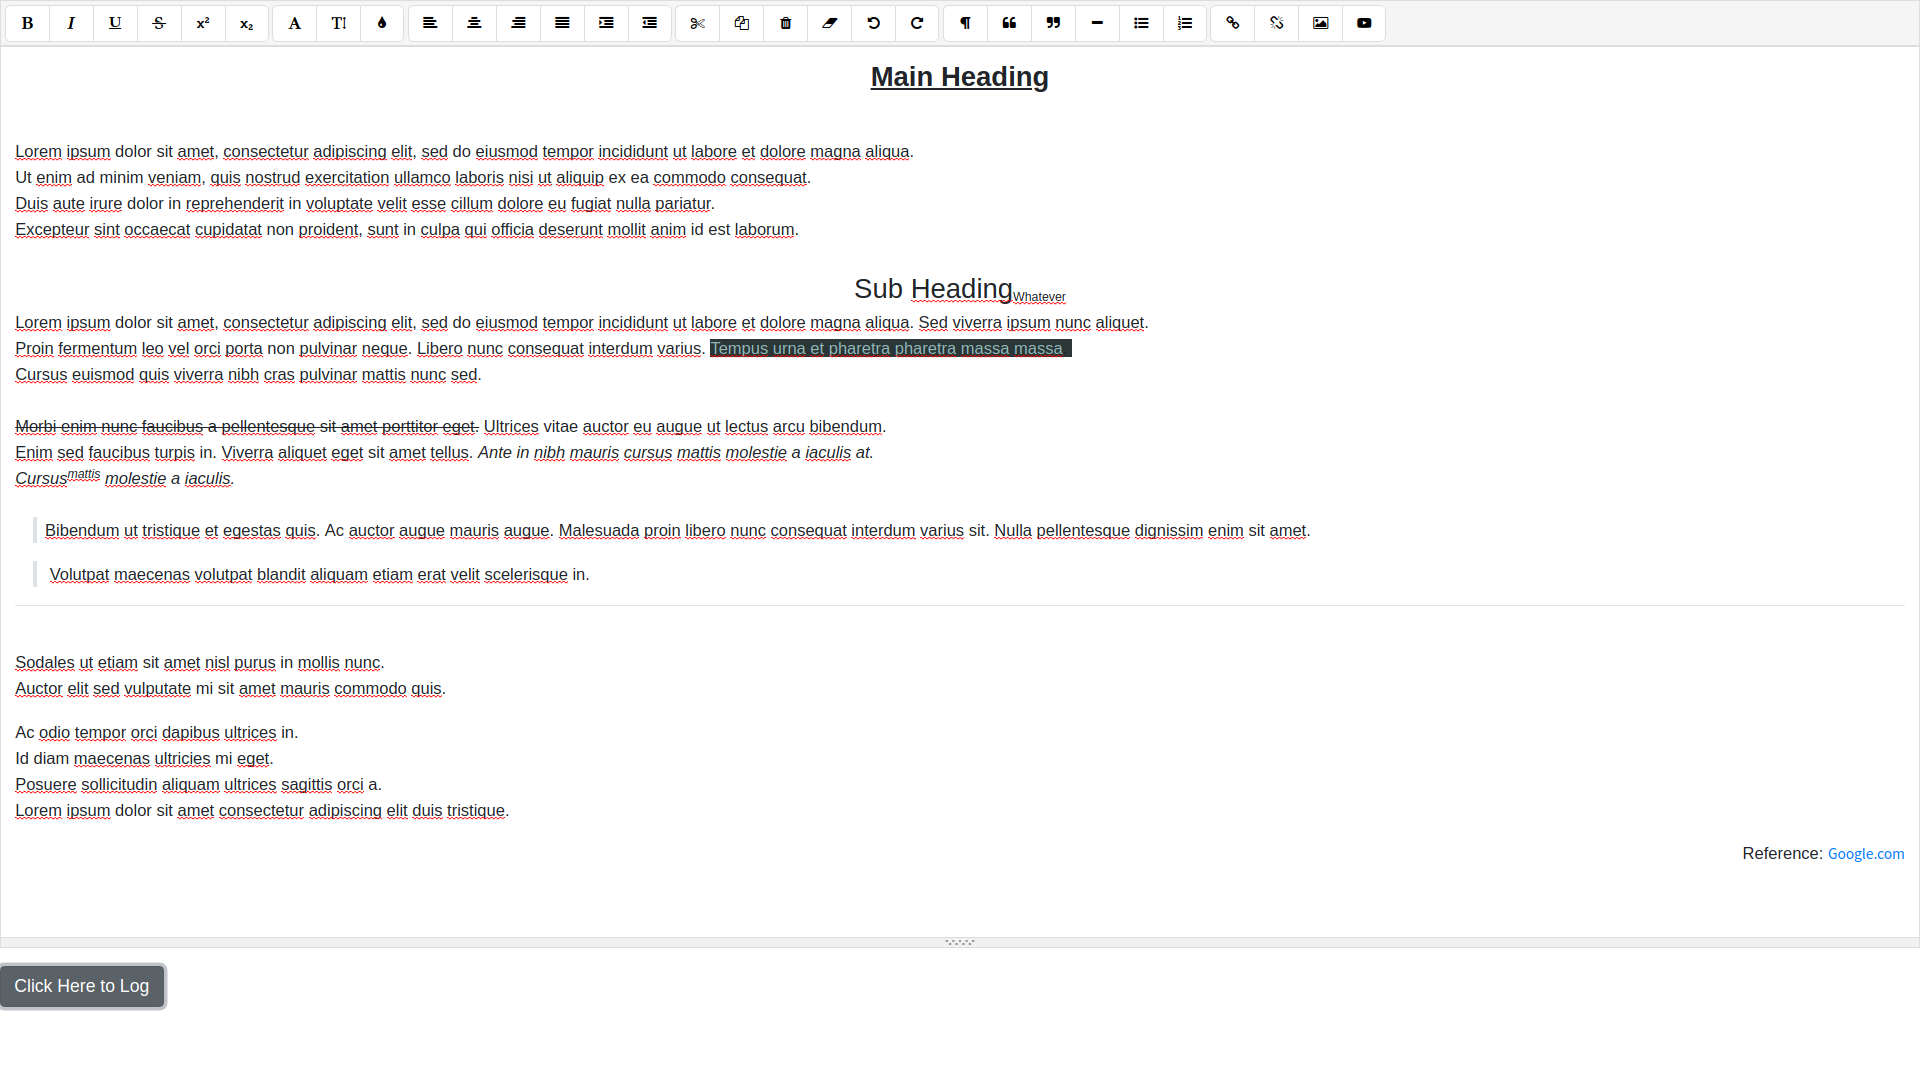 B I U S x² x₂ A T
Main Heading
Lorem ipsum dolor sit amet, consectetur adipiscing elit, sed do eiusmod tempor incididunt ut labore et dolore magna aliqua.
Ut enim ad minim veniam, quis nostrud exercitation ullamco laboris nisi ut aliquip ex ea commodo consequat.
Duis aute irure dolor in reprehenderit in voluptate velit esse cillum dolore eu fugiat nulla pariatur.
Excepteur sint occaecat cupidatat non proident, sunt in culpa qui officia deserunt mollit anim id est laborum.
Sub Heading Whatever
Lorem ipsum dolor sit amet, consectetur adipiscing elit, sed do eiusmod tempor incididunt ut labore et dolore magna aliqua. Sed viverra ipsum nunc aliquet.
Proin fermentum leo vel orci porta non pulvinar neque. Libero nunc consequat interdum varius. Tempus urna et pharetra pharetra massa massa.
Cursus euismod quis viverra nibh cras pulvinar mattis nunc sed.
Morbi enim nunc faucibus a pellentesque sit amet porttitor eget. Ultrices vitae auctor eu augue ut lectus arcu bibendum.
Enim sed faucibus turpis in. Viverra aliquet eget sit amet tellus. Ante in nibh mauris cursus mattis molestie a iaculis at.
Cursus mattis molestie a iaculis.
Bibendum ut tristique et egestas quis. Ac auctor augue mauris augue. Malesuada proin libero nunc consequat interdum varius sit. Nulla pellentesque dignissim enim sit amet.
Volutpat maecenas volutpat blandit aliquam etiam erat velit scelerisque in.
Sodales ut etiam sit amet nisl purus in mollis nunc.
Auctor elit sed vulputate mi sit amet mauris commodo quis.
Ac odio tempor orci dapibus ultrices in.
Id diam maecenas ultricies mi eget.
Posuere sollicitudin aliquam ultrices sagittis orci a.
Lorem ipsum dolor sit amet consectetur adipiscing elit duis tristique.
Reference: Google.com
Click Here to Log